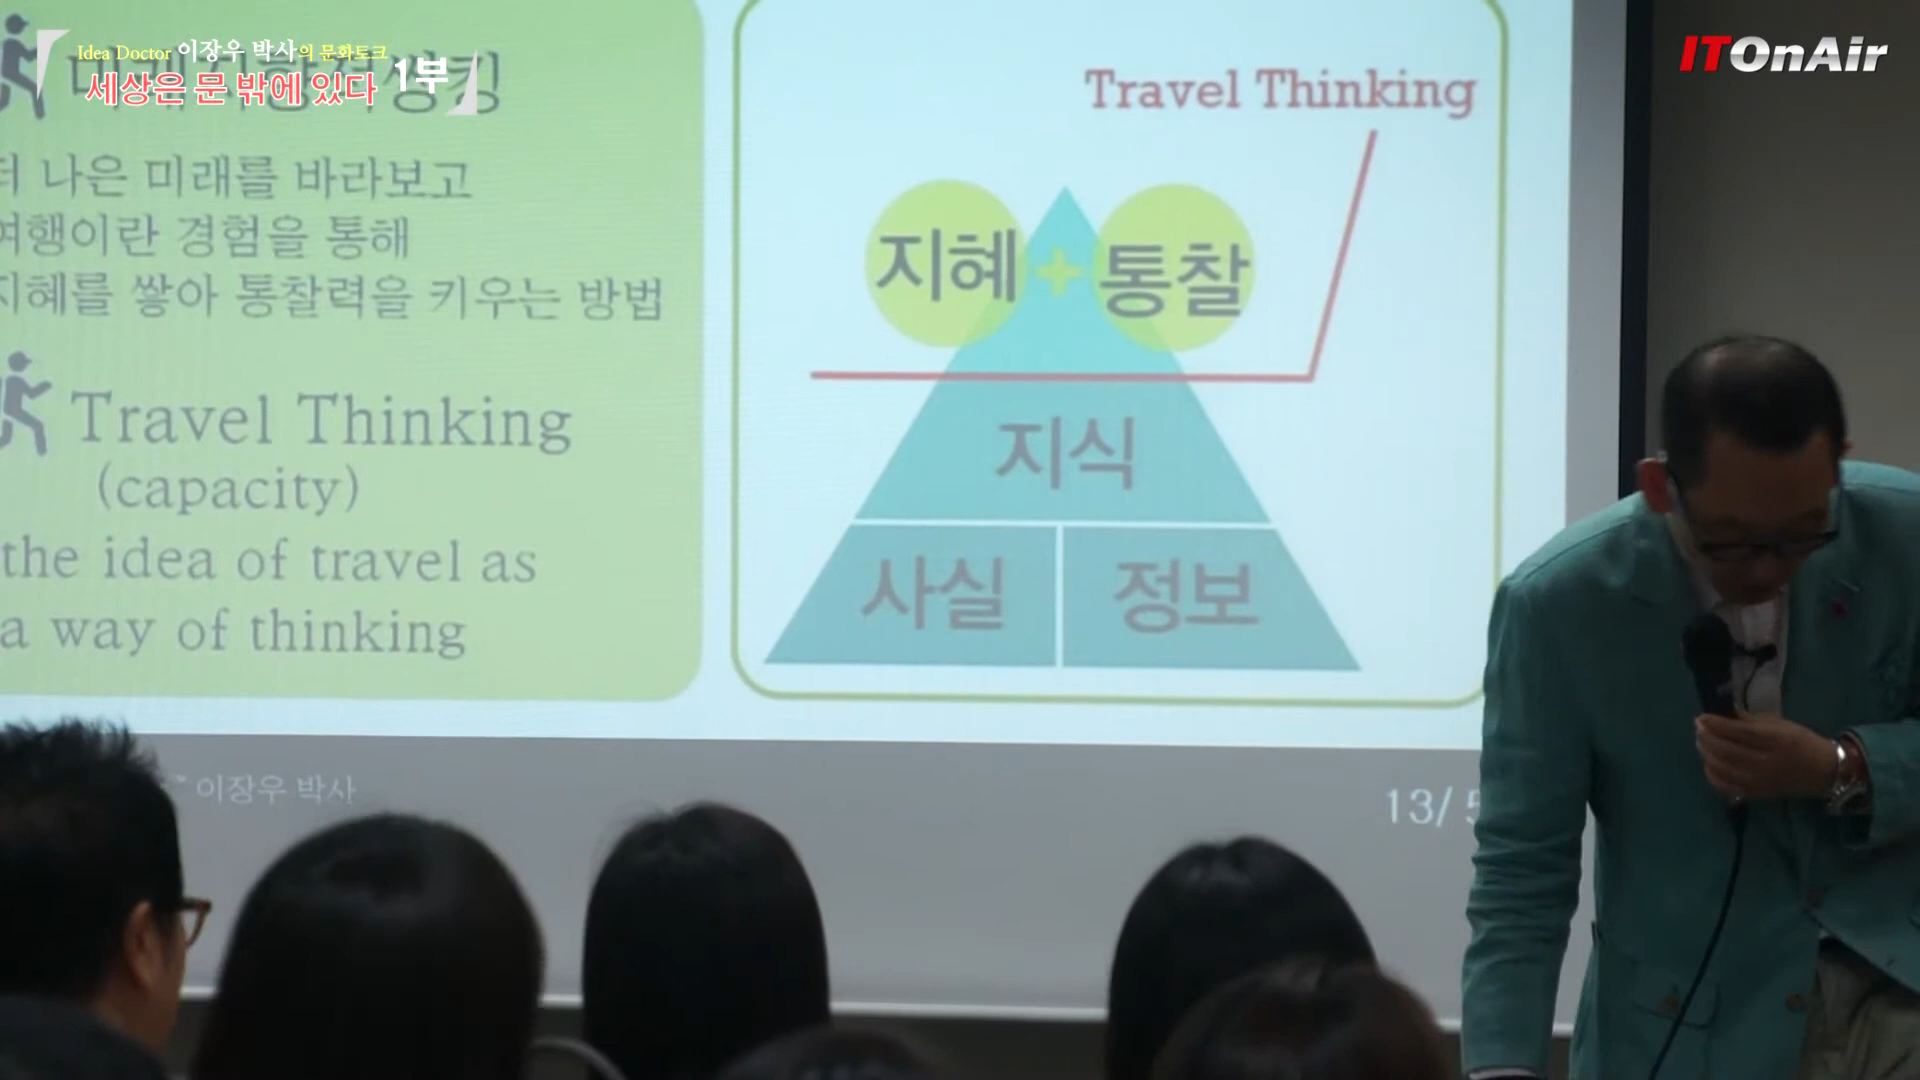 Idea Doctor 이장우 박사의 문화토크
세상은 문 밖에 있다 1부
ITOnAir
나은 미래를 바라보고
여행이란 경험을 통해
지혜를 쌓아 통찰력을 키우는 방법
Travel Thinking
(capacity)
the idea of travel as
a way of thinking
Travel Thinking
지혜 + 통찰
지식
사실 정보
이장우 박사
13/